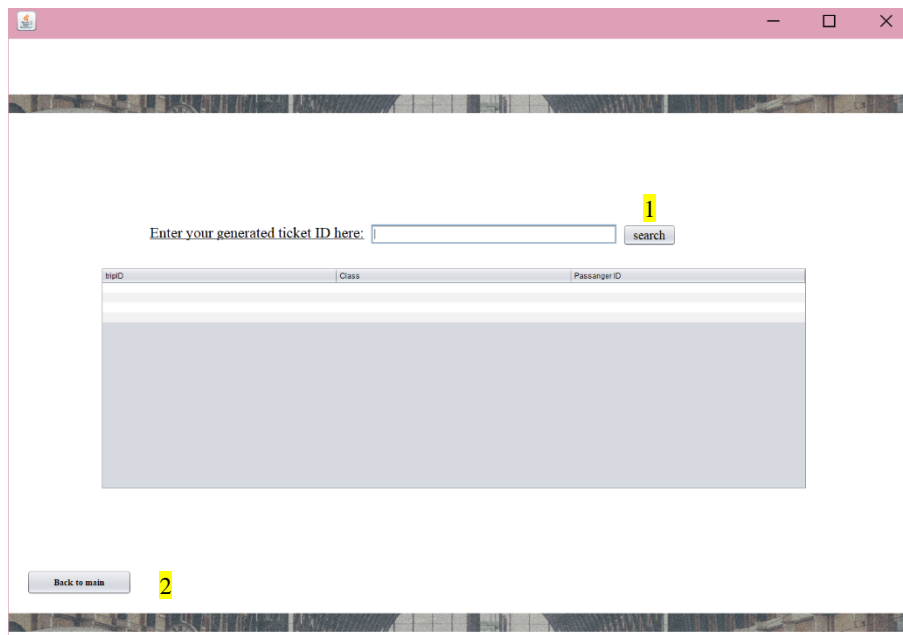 1
Enter your generated ticket ID here: search
tripID Class Passanger ID
Back to main 2